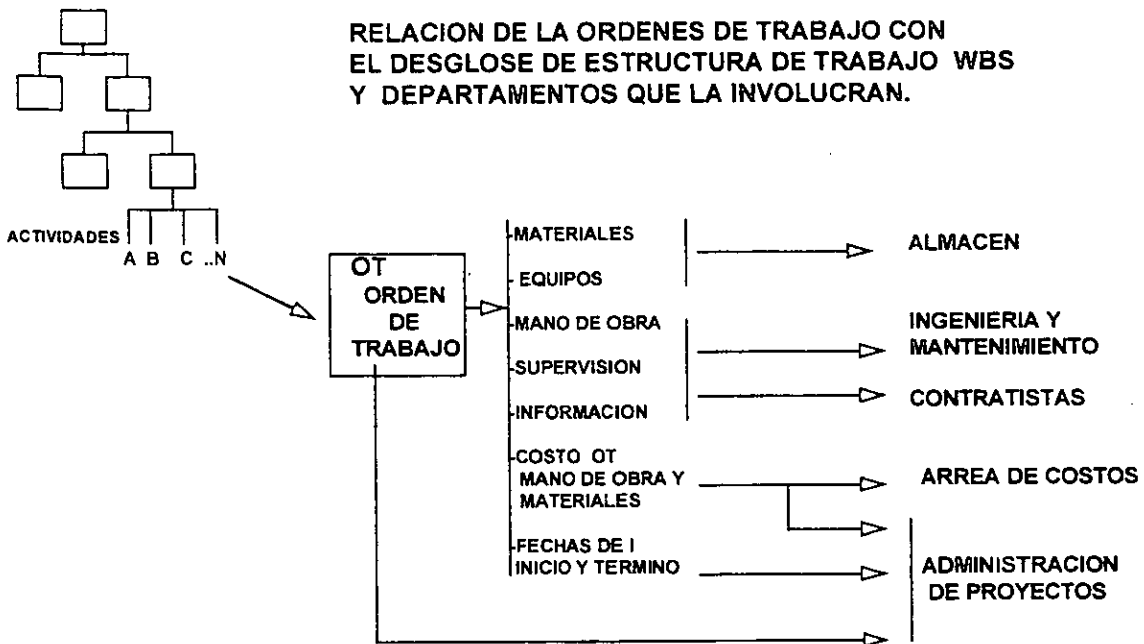 RELACION DE LA ORDENES DE TRABAJO CON
EL DESGLOSE DE ESTRUCTURA DE TRABAJO WBS
Y DEPARTAMENTOS QUE LA INVOLUCRAN.
ACTIVIDADES
A B C ..N
OT
ORDEN
DE
TRABAJO
-MATERIALES
- EQUIPOS
-MANO DE OBRA
-SUPERVISION
-INFORMACION
-COSTO OT
MANO DE OBRA Y
MATERIALES
-FECHAS DE I
INICIO Y TERMINO
ALMACEN
INGENIERIA Y
MANTENIMIENTO
CONTRATISTAS
ARREA DE COSTOS
ADMINISTRACION
DE PROYECTOS